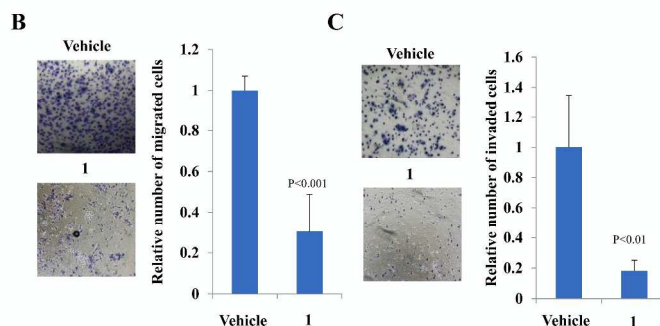 B
Vehicle
1
Relative number of migrated cells
1.2
1
0.8
0.6
0.4
0.2
0
P<0.001
Vehicle
1
C
Vehicle
1
Relative number of invaded cells
1.6
1.4
1.2
1
0.8
0.6
0.4
0.2
0
P<0.01
Vehicle
1